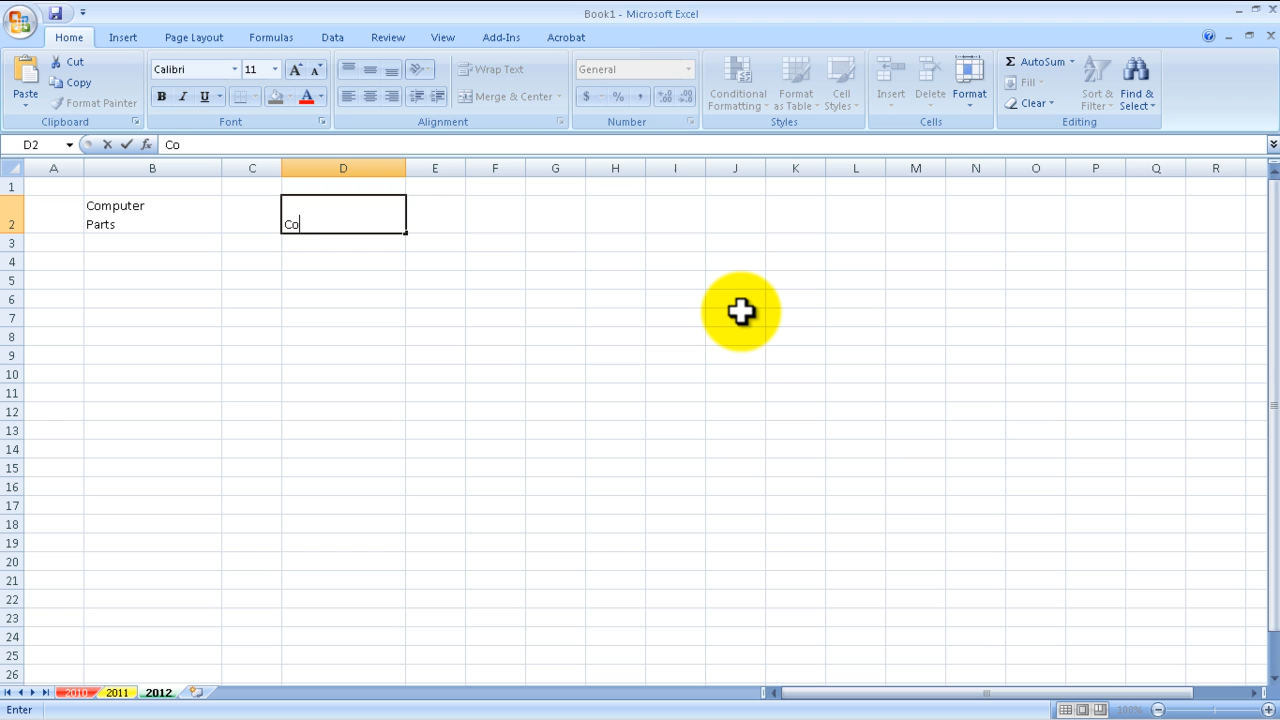 Book1 - Microsoft Excel
Home Insert Page Layout Formulas Data Review View Add-Ins Acrobat
Paste
Cut
Copy
Format Painter
Clipboard
Calibri 11 A A
B I U A
Font
Wrap Text
Merge & Center
Alignment
General
$ % ,
Number
Conditional Formatting
Format as Table
Cell Styles
Styles
Insert Delete Format
Cells
Σ AutoSum
Fill
Clear
Sort & Filter
Find & Select
Editing
D2 fx Co
A B C D E F G H I J K L M N O P Q R
1
Computer
2 Parts Co
3
4
5
6
7
8
9
10
11
12
13
14
15
16
17
18
19
20
21
22
23
24
25
26
2010 2011 2012
Enter 100%